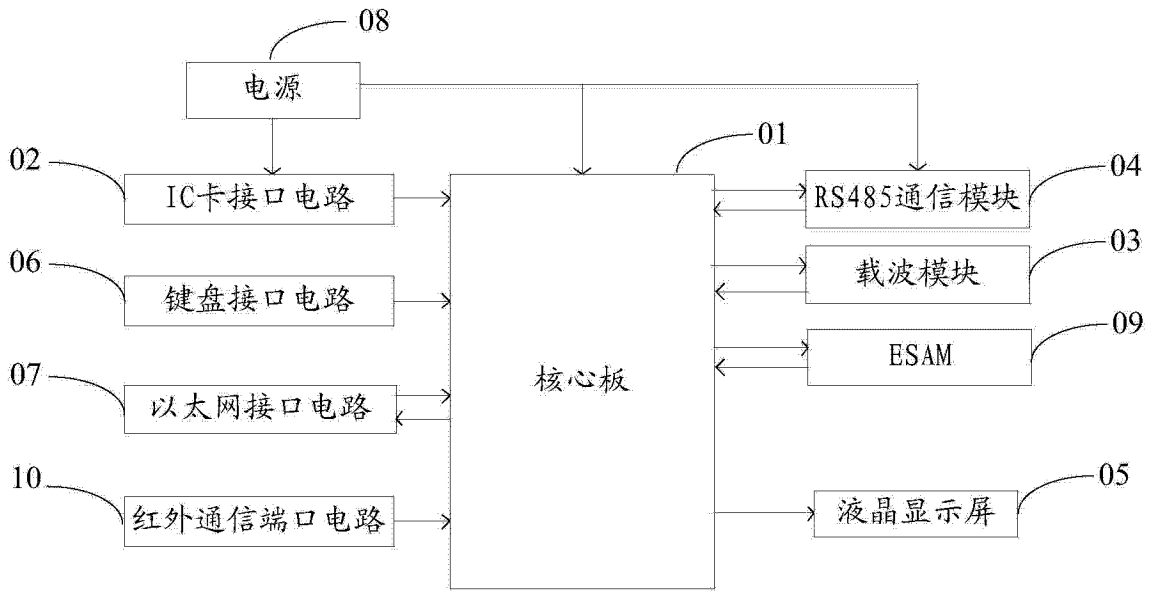 08
电源
01
02
IC卡接口电路
RS485通信模块
04
06
键盘接口电路
载波模块
03
核心板
ESAM
09
07
以太网接口电路
10
红外通信端口电路
液晶显示屏
05